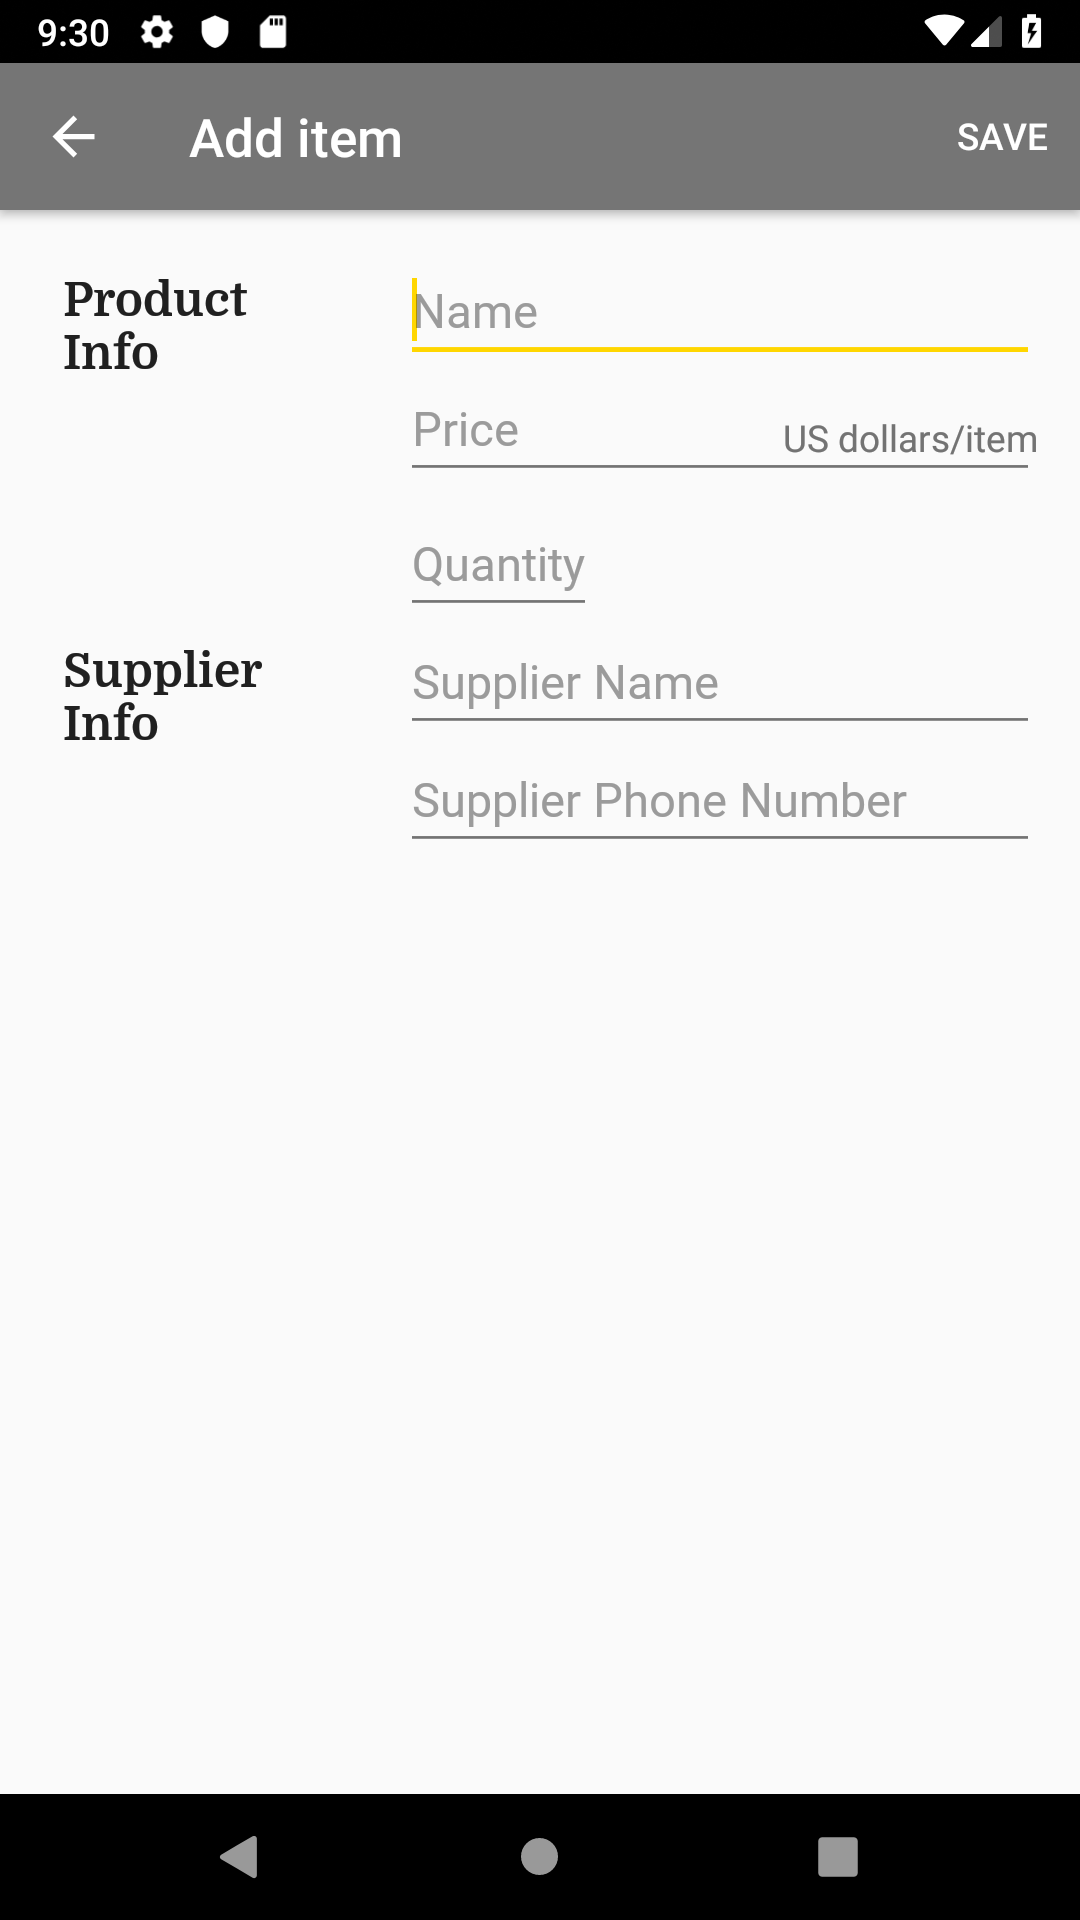 9:30
Add item
SAVE
Product
Info
Name
Price
US dollars/item
Quantity
Supplier
Info
Supplier Name
Supplier Phone Number